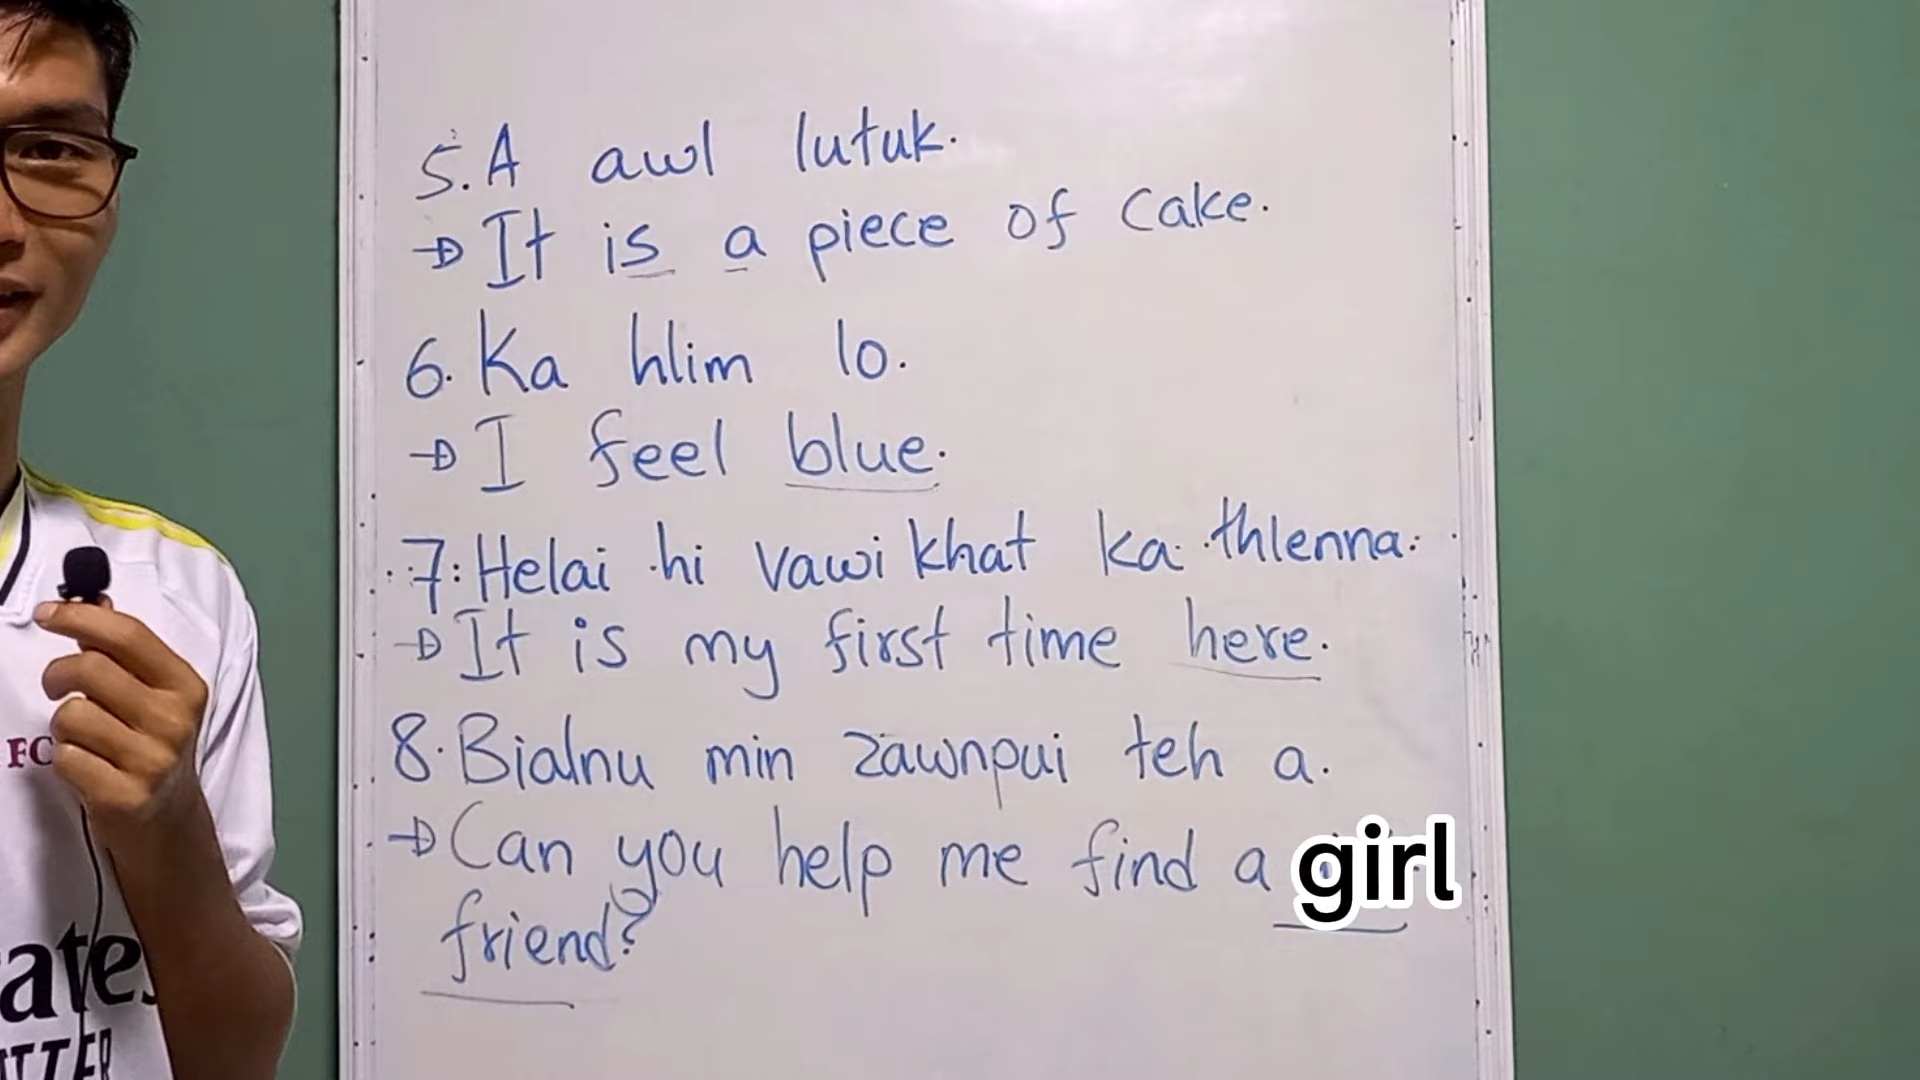 5. A awl lutuk.
→ It is a piece of cake.
6. Ka hlim lo.
→ I feel blue.
7. Helai hi vawi khat ka thlenna.
→ It is my first time here.
8. Bialnu min zawnpui teh a.
→ Can you help me find a girl
friend?
FC